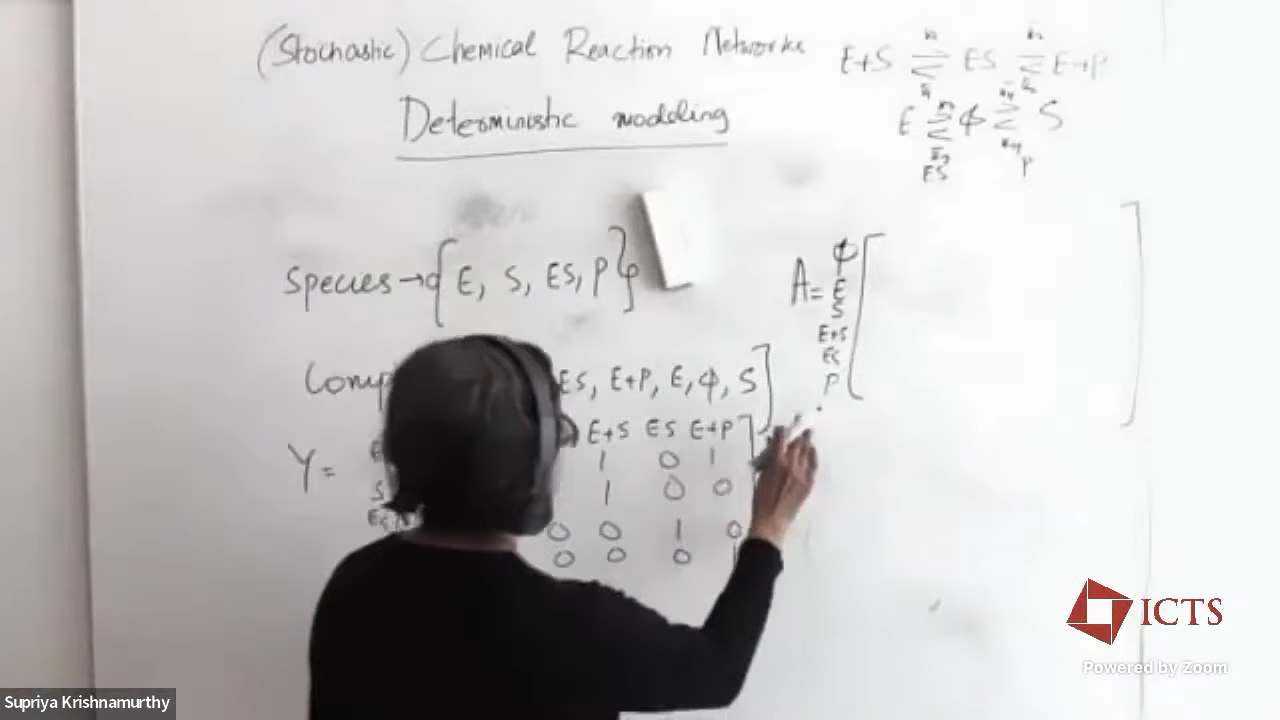 (Stochastic) Chemical Reaction Networks
Deterministic modeling
E+S ES E+P
E φ S
ES
P
Species → { E, S, ES, P }
ES, E+P, E, φ, S ]
Y =
E+S ES E+P
1 0 1
S 1 0 0
0 0 1 0
0 0 0 1
A =
φ
E
S
E+S
ES
P
ICTS
Powered by Zoom
Supriya Krishnamurthy